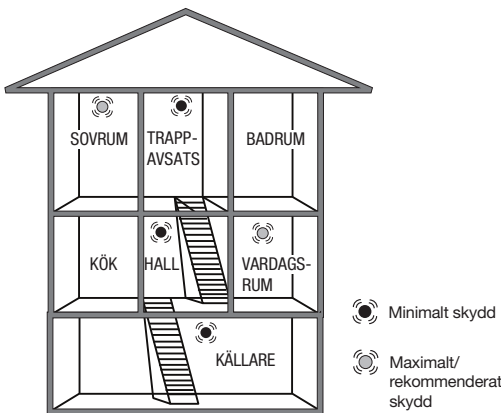 SOVRUM
TRAPP-
AVSATS
BADRUM
KÖK
HALL
VARDAGS-
RUM
KÄLLARE
Minimalt skydd
Maximalt/
rekommenderat
skydd